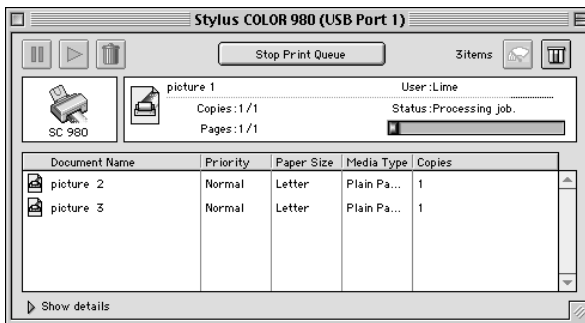 Stylus COLOR 980 (USB Port 1)
Stop Print Queue 3items
picture 1 User:Lime
Copies:1/1 Status:Processing job.
SC 980 Pages:1/1
Document Name Priority Paper Size Media Type Copies
picture 2 Normal Letter Plain Pa... 1
picture 3 Normal Letter Plain Pa... 1
Show details